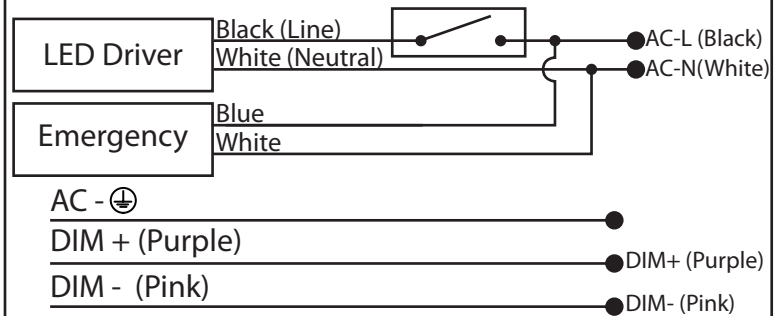 Black (Line)
LED Driver
White (Neutral)
AC-L (Black)
AC-N(White)
Blue
Emergency
White
AC -
DIM + (Purple)
DIM+ (Purple)
DIM - (Pink)
DIM- (Pink)